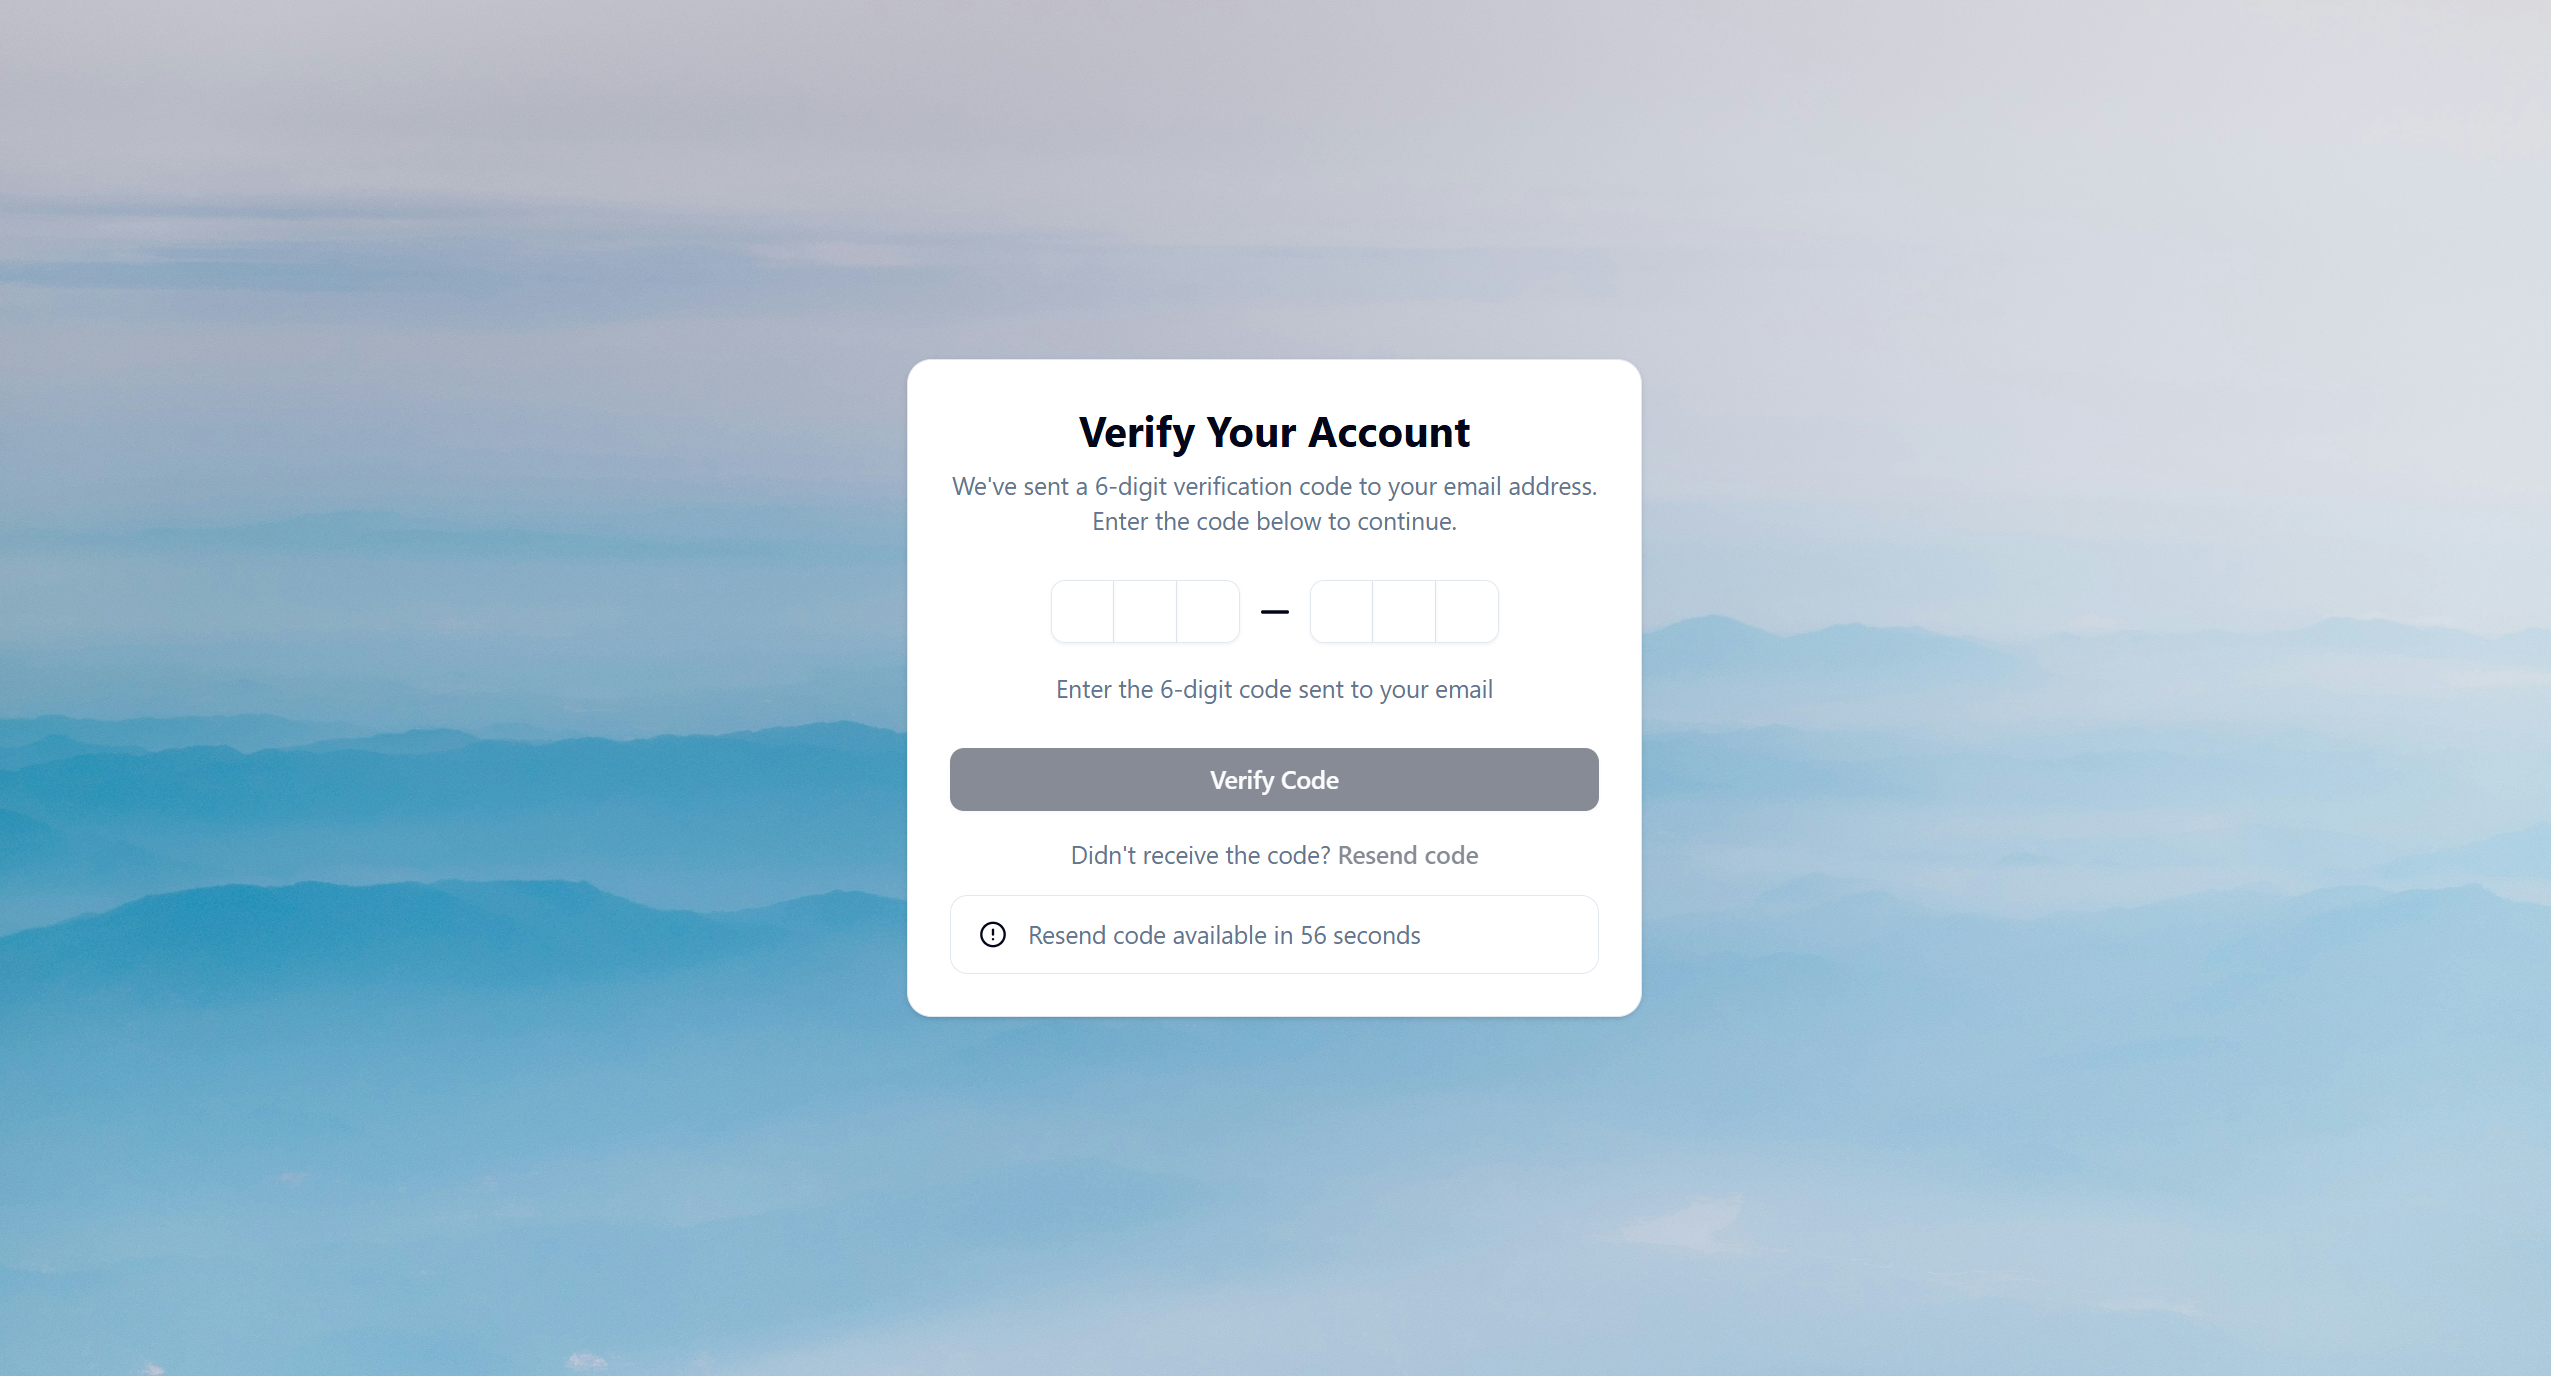 Verify Your Account
We've sent a 6-digit verification code to your email address.
Enter the code below to continue.
Enter the 6-digit code sent to your email
Verify Code
Didn't receive the code? Resend code
Resend code available in 56 seconds